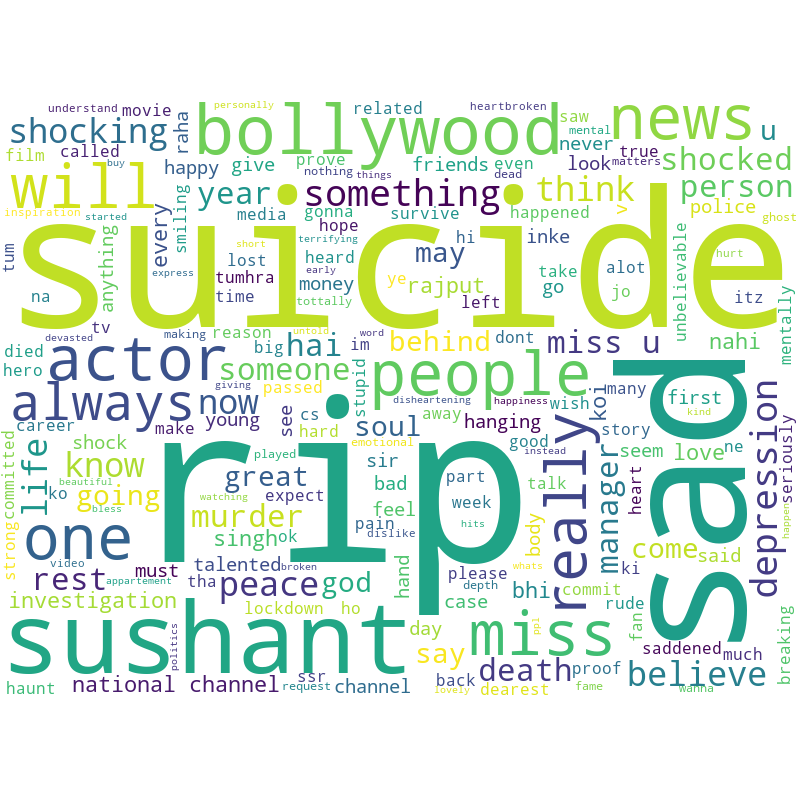 understand
movie
personally
related
heartbroken
news
u
shocking
raha
bollywood
saw
mental
never
film
called
buy
happy
give
prove
nothing
things
friends
even
dead
look
true
matters
shocked
will
year
something
think
person
inspiration
started
every
smiling
media
gonna
survive
happened
>
police
ghost
suicide
short
terrifying
hope
hi
inke
unbelievable
hurt
tum
anything
express
lost
heard
early
may
take
alot
na
tumhra
money
ye
rajput
left
go
jo
itz
mentally
time
tottally
devasted
tv
making
reason
untold
im
word
behind
dont
miss u
nahi
died
hero
actor
big
hai
stupid
people
sad
someone
passed
giving
disheartening
happiness
wish
koi
many
first
kind
always
now
see
cs
away
hanging
career
make
young
hard
soul
good
story
seriously
committed
shock
played
emotional
instead
really
seem
love
ne
life
know
rip
sir
talk
manager
heart
depression
beautiful
great
watching
bad
part
ko
going
bless
expect
feel
week
body
come
said
strong
one
murder
pain
hits
happen
singh
ok
dislike
whats
video
talented
broken
must
depth
ki
rest
appartement
tha
peace
god
hand
please
bhi
commit
investigation
lockdown
ho
case
rude
sushant
politics
day
ppl
miss
fan
say
saddened
much
breaking
death
proof
believe
haunt
national channel
ssr
request
channel
back
lovely
dearest
fame
wanna